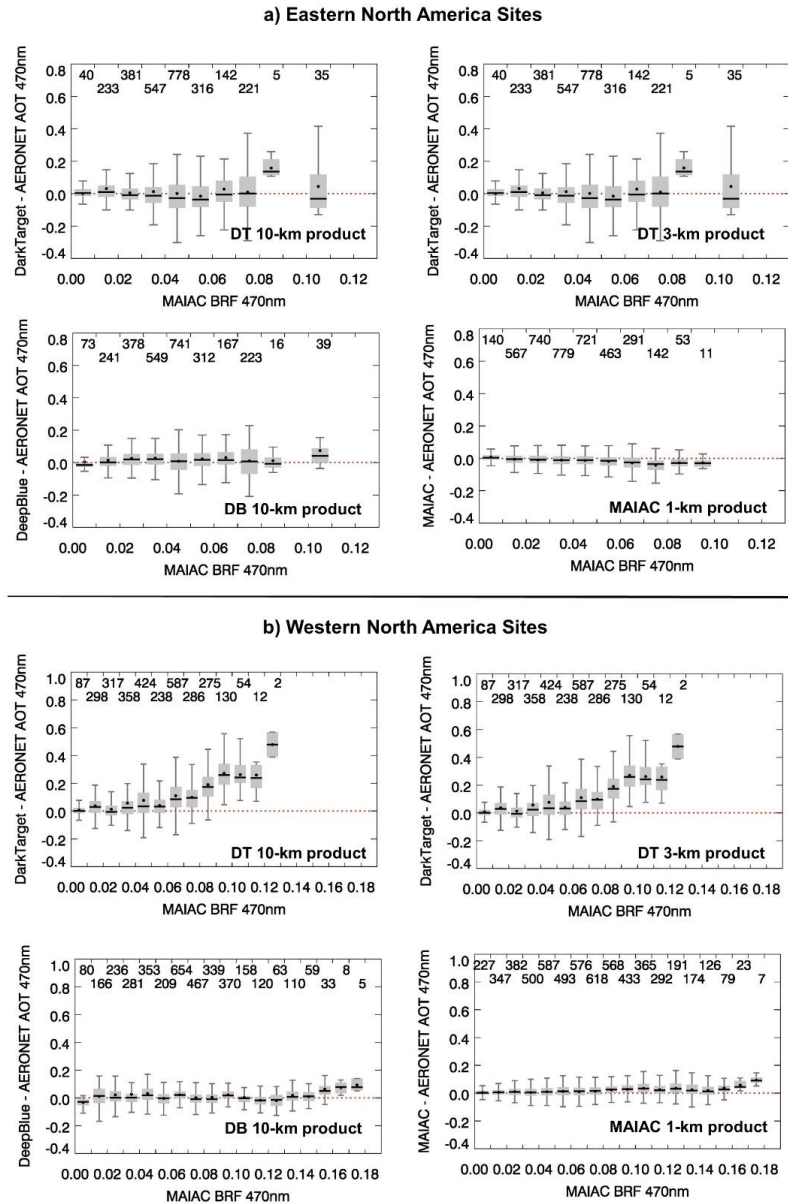 a) Eastern North America Sites
DarkTarget - AERONET AOT 470nm
0.8
0.6
0.4
0.2
0.0
-0.2
-0.4
40 381 778 142 5 35
233 547 316 221
DT 10-km product
0.00 0.02 0.04 0.06 0.08 0.10 0.12
MAIAC BRF 470nm
DarkTarget - AERONET AOT 470nm
0.8
0.6
0.4
0.2
0.0
-0.2
-0.4
40 381 778 142 5 35
233 547 316 221
DT 3-km product
0.00 0.02 0.04 0.06 0.08 0.10 0.12
MAIAC BRF 470nm
DeepBlue - AERONET AOT 470nm
0.8
0.6
0.4
0.2
0.0
-0.2
-0.4
73 378 741 167 16 39
241 549 312 223
DB 10-km product
0.00 0.02 0.04 0.06 0.08 0.10 0.12
MAIAC BRF 470nm
MAIAC - AERONET AOT 470nm
0.8
0.6
0.4
0.2
0.0
-0.2
-0.4
140 740 721 291 53
567 779 463 142 11
MAIAC 1-km product
0.00 0.02 0.04 0.06 0.08 0.10 0.12
MAIAC BRF 470nm
b) Western North America Sites
DarkTarget - AERONET AOT 470nm
1.0
0.8
0.6
0.4
0.2
0.0
-0.2
-0.4
87 317 424 587 275 54 2
298 358 238 286 130 12
DT 10-km product
0.00 0.02 0.04 0.06 0.08 0.10 0.12 0.14 0.16 0.18
MAIAC BRF 470nm
DarkTarget - AERONET AOT 470nm
1.0
0.8
0.6
0.4
0.2
0.0
-0.2
-0.4
87 317 424 587 275 54 2
298 358 238 286 130 12
DT 3-km product
0.00 0.02 0.04 0.06 0.08 0.10 0.12 0.14 0.16 0.18
MAIAC BRF 470nm
DeepBlue - AERONET AOT 470nm
1.0
0.8
0.6
0.4
0.2
0.0
-0.2
-0.4
80 236 353 654 339 158 63 59 8
166 281 209 467 370 120 110 33 5
DB 10-km product
0.00 0.02 0.04 0.06 0.08 0.10 0.12 0.14 0.16 0.18
MAIAC BRF 470nm
MAIAC - AERONET AOT 470nm
1.0
0.8
0.6
0.4
0.2
0.0
-0.2
-0.4
227 382 587 576 568 365 191 126 23
347 500 493 618 433 292 174 79 7
MAIAC 1-km product
0.00 0.02 0.04 0.06 0.08 0.10 0.12 0.14 0.16 0.18
MAIAC BRF 470nm